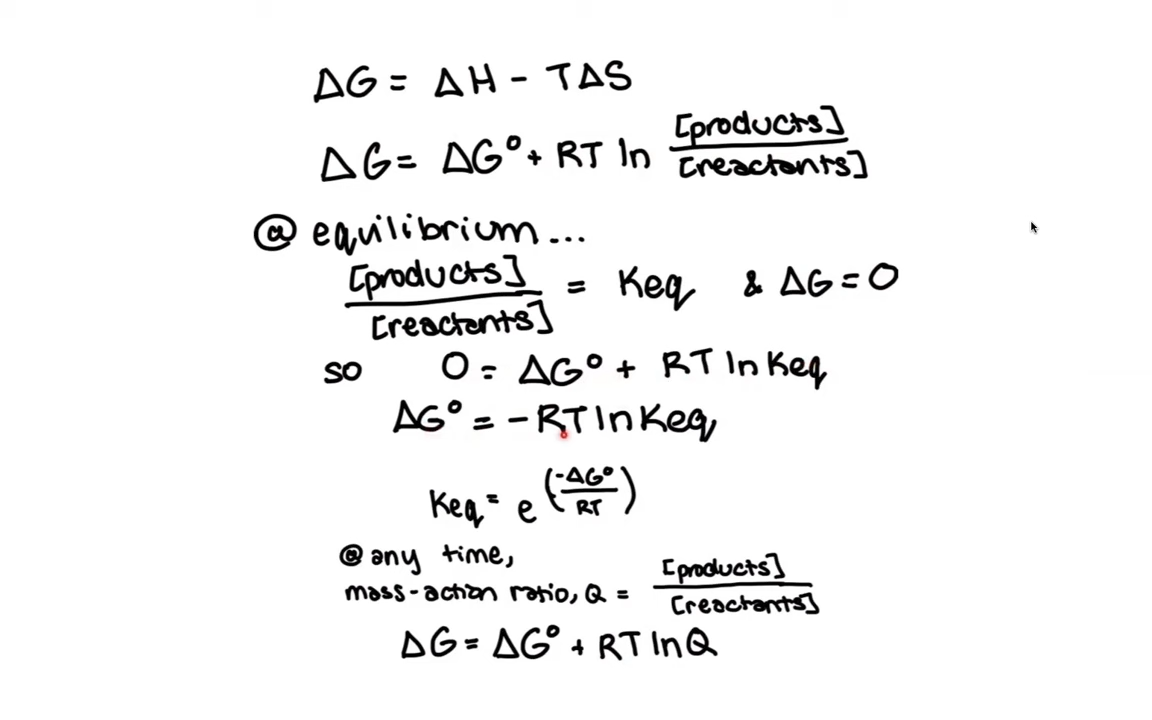 ΔG = ΔH - TΔS
ΔG = ΔG° + RT ln [products] / [reactants]
@ equilibrium...
[products] / [reactants] = Keq & ΔG = 0
so 0 = ΔG° + RT ln Keq
ΔG° = - RT ln Keq
Keq = e^(-ΔG° / RT)
@ any time,
mass-action ratio, Q = [products] / [reactants]
ΔG = ΔG° + RT ln Q